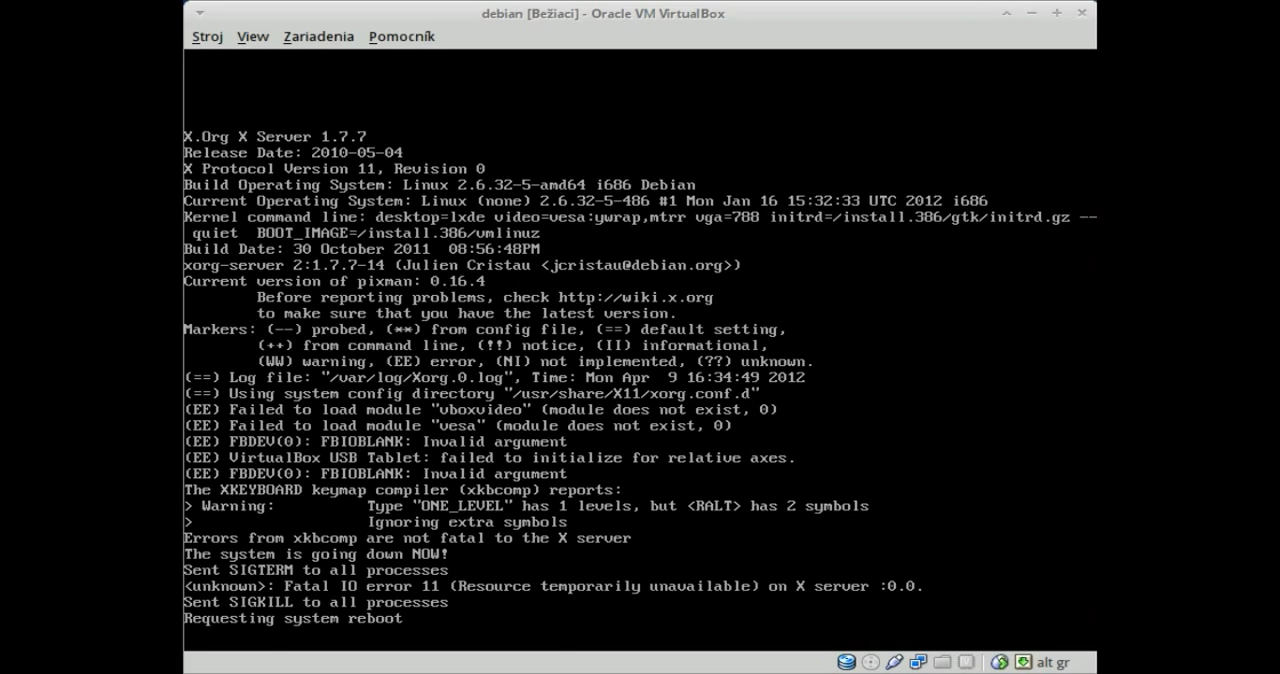 debian [Bežiaci] - Oracle VM VirtualBox
Stroj View Zariadenia Pomocník
X.Org X Server 1.7.7
Release Date: 2010-05-04
X Protocol Version 11, Revision 0
Build Operating System: Linux 2.6.32-5-amd64 i686 Debian
Current Operating System: Linux (none) 2.6.32-5-486 #1 Mon Jan 16 15:32:33 UTC 2012 i686
Kernel command line: desktop=lxde video=vesa:ywrap,mtrr vga=788 initrd=/install.386/gtk/initrd.gz --
 quiet  BOOT_IMAGE=/install.386/vmlinuz
Build Date: 30 October 2011  08:56:48PM
xorg-server 2:1.7.7-14 (Julien Cristau <jcristau@debian.org>)
Current version of pixman: 0.16.4
        Before reporting problems, check http://wiki.x.org
        to make sure that you have the latest version.
Markers: (--) probed, (**) from config file, (==) default setting,
        (++) from command line, (!!) notice, (II) informational,
        (WW) warning, (EE) error, (NI) not implemented, (??) unknown.
(==) Log file: "/var/log/Xorg.0.log", Time: Mon Apr  9 16:34:49 2012
(==) Using system config directory "/usr/share/X11/xorg.conf.d"
(EE) Failed to load module "vboxvideo" (module does not exist, 0)
(EE) Failed to load module "vesa" (module does not exist, 0)
(EE) FBDEV(0): FBIOBLANK: Invalid argument
(EE) VirtualBox USB Tablet: failed to initialize for relative axes.
(EE) FBDEV(0): FBIOBLANK: Invalid argument
The XKEYBOARD keymap compiler (xkbcomp) reports:
> Warning:          Type "ONE_LEVEL" has 1 levels, but <RALT> has 2 symbols
>                   Ignoring extra symbols
Errors from xkbcomp are not fatal to the X server
The system is going down NOW!
Sent SIGTERM to all processes
<unknown>: Fatal IO error 11 (Resource temporarily unavailable) on X server :0.0.
Sent SIGKILL to all processes
Requesting system reboot
alt gr